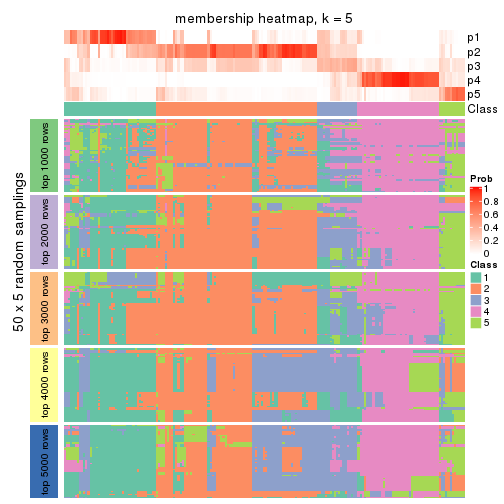 membership heatmap, k = 5
p1
p2
p3
p4
p5
Class
50 x 5 random samplings
top 1000 rows
top 2000 rows
top 3000 rows
top 4000 rows
top 5000 rows
Prob
1
0.8
0.6
0.4
0.2
0
Class
1
2
3
4
5